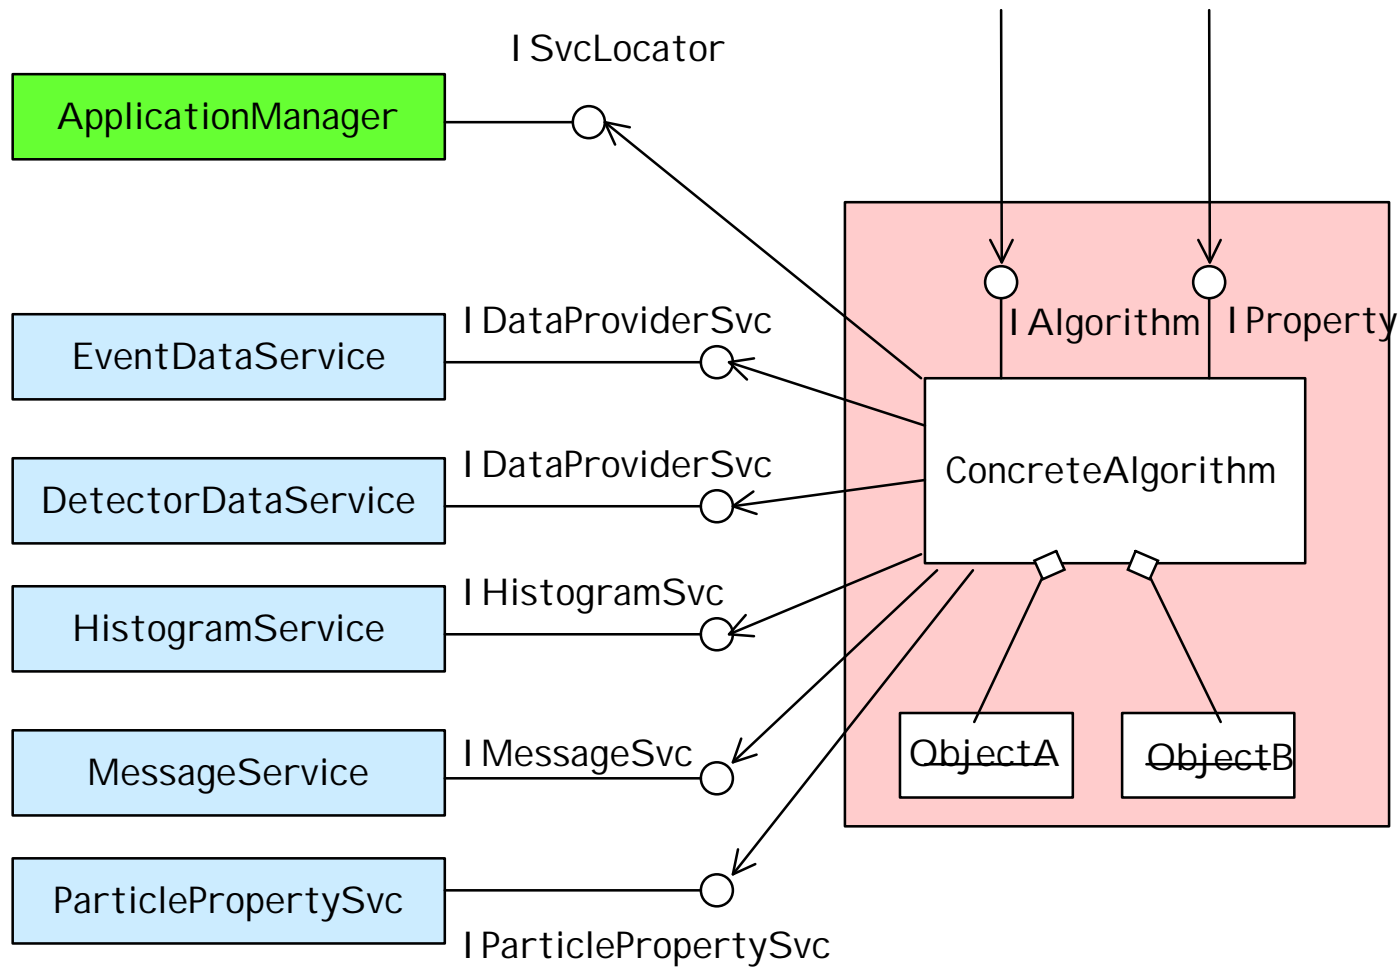 ISvcLocator
ApplicationManager
IDataProviderSvc
IAlgorithm
IProperty
EventDataService
IDataProviderSvc
ConcreteAlgorithm
DetectorDataService
IHistogramSvc
HistogramService
IMessageSvc
ObjectA
ObjectB
MessageService
ParticlePropertySvc
IParticlePropertySvc